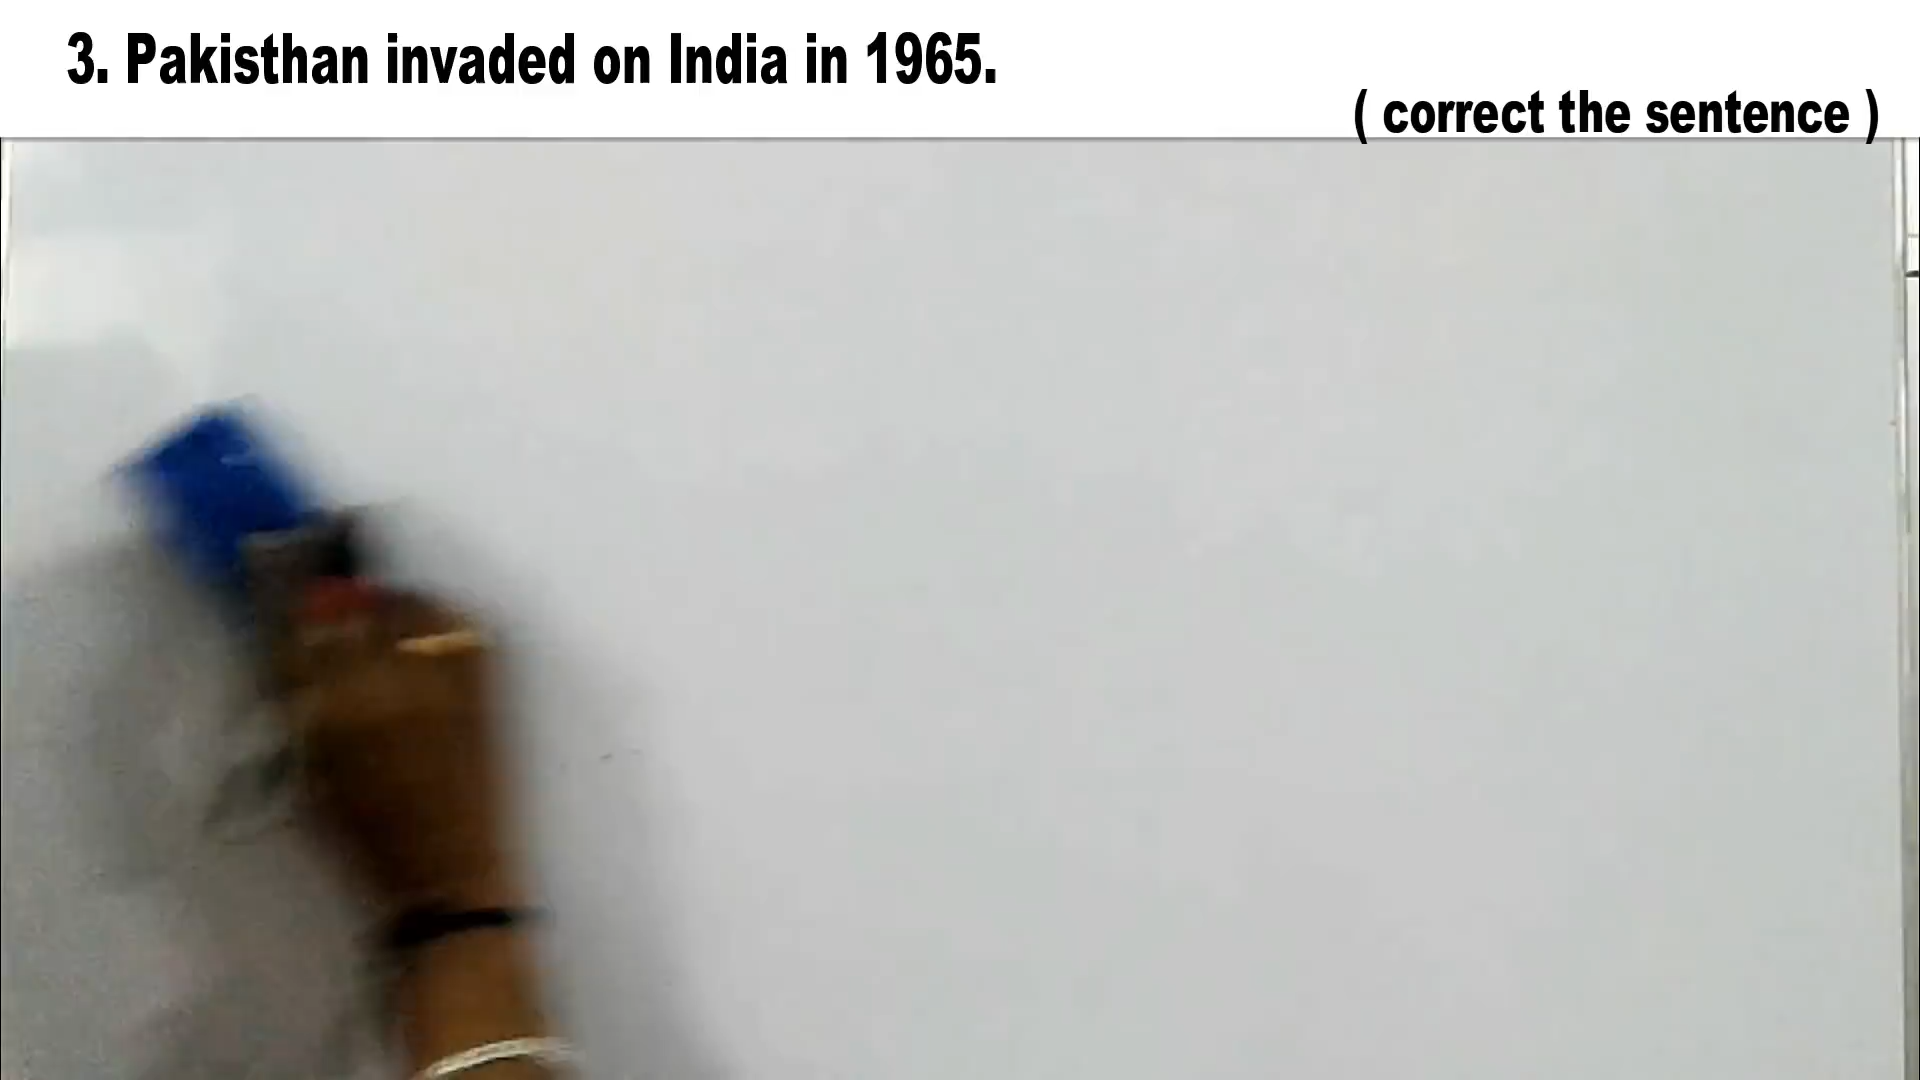 3. Pakisthan invaded on India in 1965.
( correct the sentence )